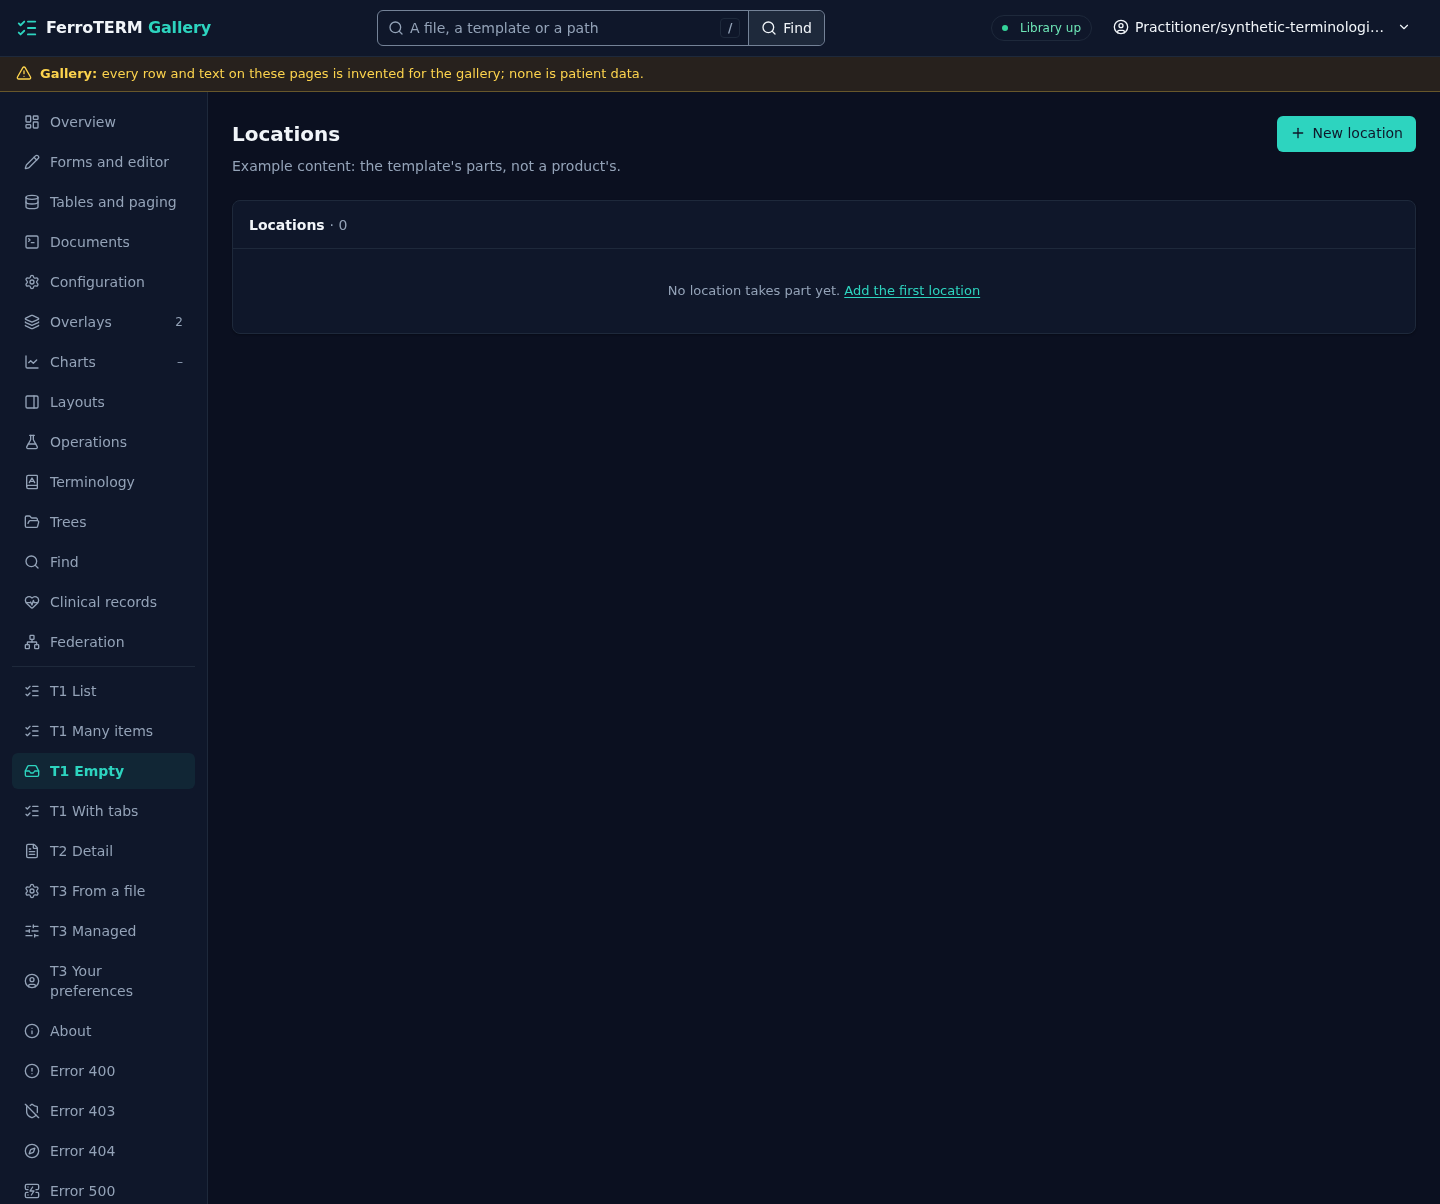 FerroTERM Gallery
A file, a template or a path
/
Find
Library up
Practitioner/synthetic-terminologi…
Gallery: every row and text on these pages is invented for the gallery; none is patient data.
Overview
Forms and editor
Tables and paging
Documents
Configuration
Overlays 2
Charts –
Layouts
Operations
Terminology
Trees
Find
Clinical records
Federation
T1 List
T1 Many items
T1 Empty
T1 With tabs
T2 Detail
T3 From a file
T3 Managed
T3 Your
preferences
About
Error 400
Error 403
Error 404
Error 500
Locations
New location
Example content: the template's parts, not a product's.
Locations · 0
No location takes part yet. Add the first location